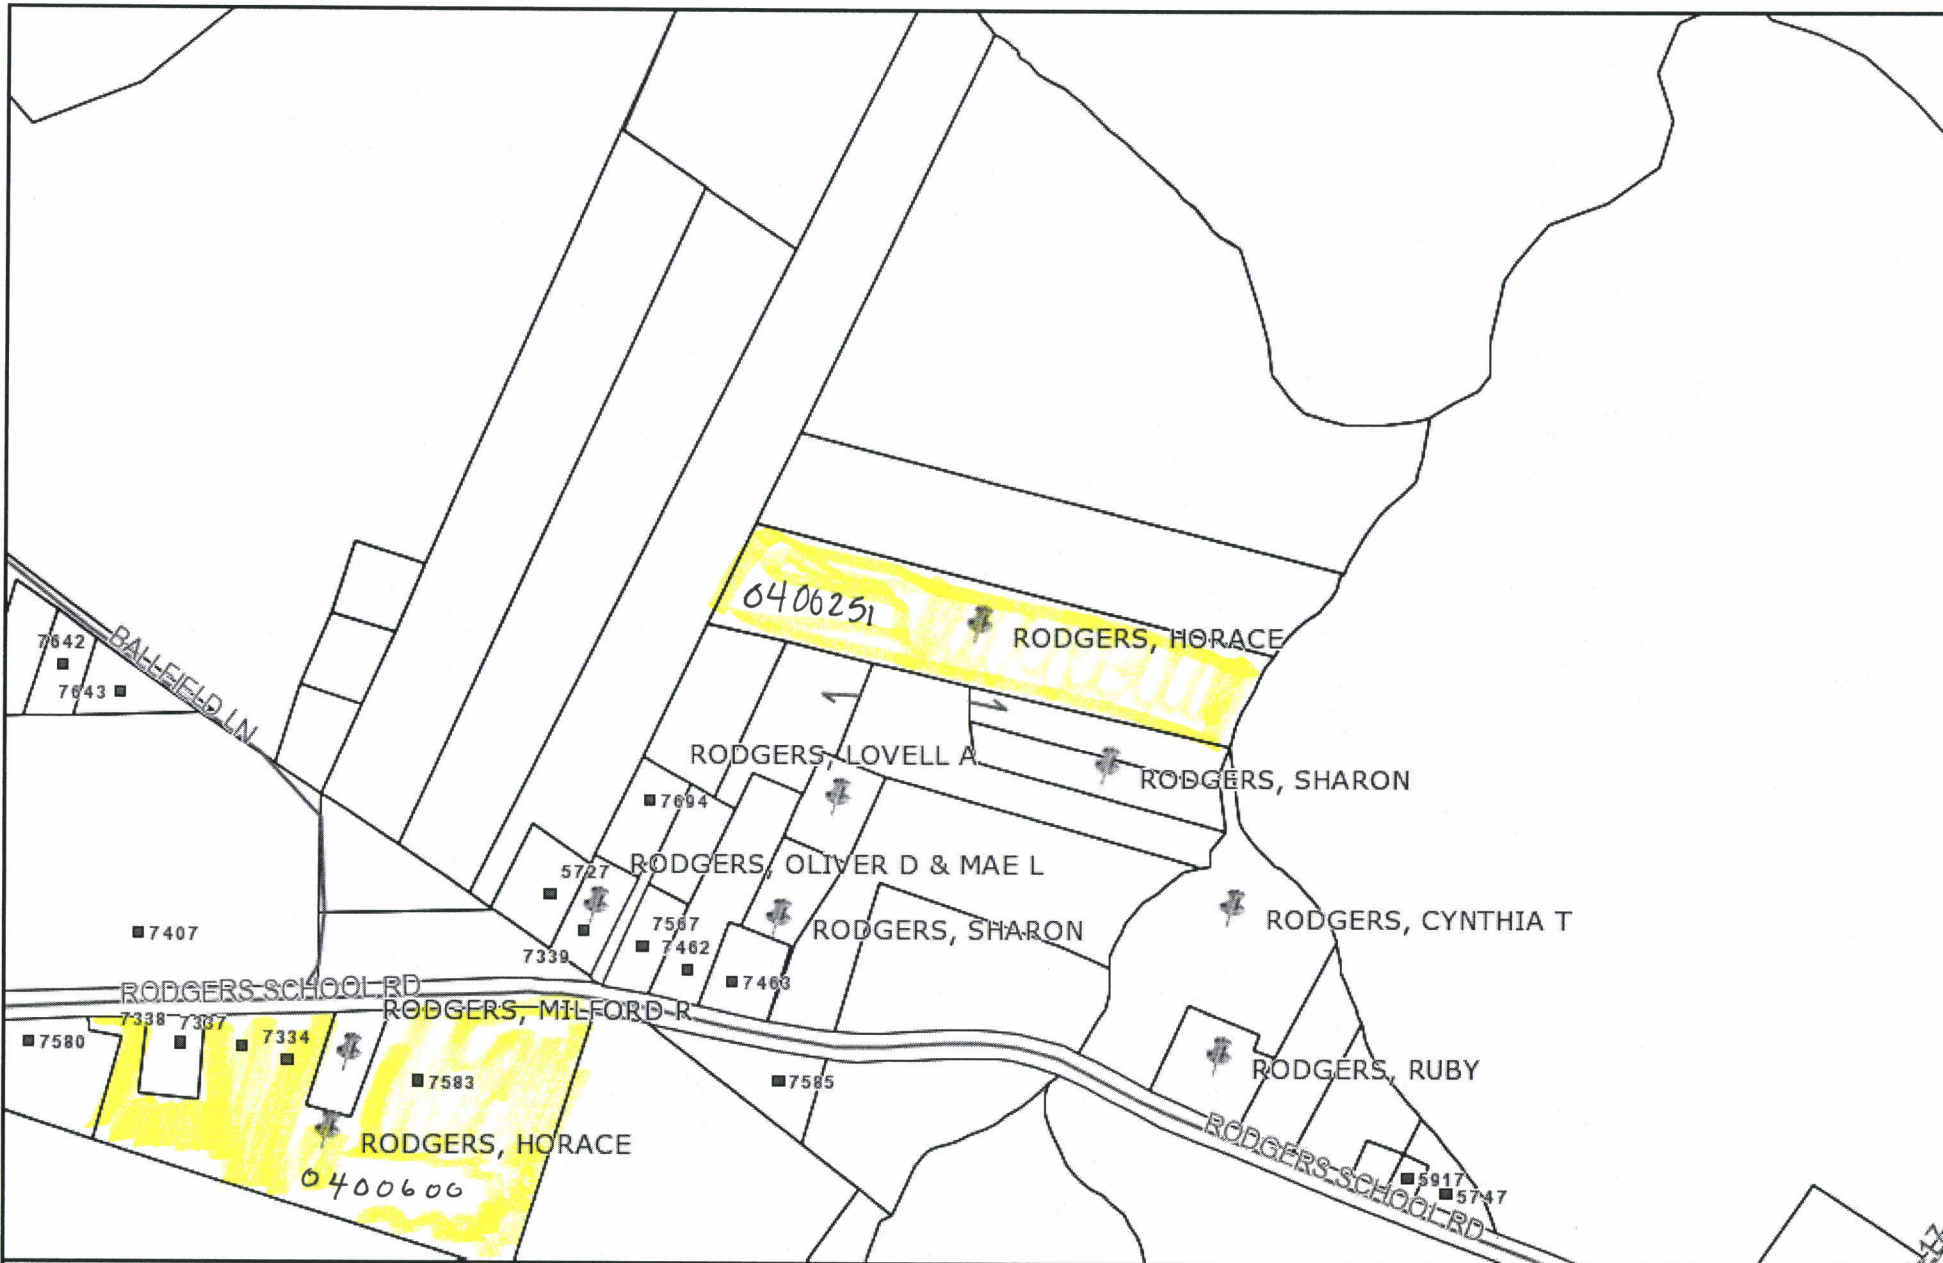 0406251
RODGERS, HORACE
7642
BALLFIELD LN
7643
RODGERS, LOVELL A
RODGERS, SHARON
7694
RODGERS, OLIVER D & MAE L
5727
7567
RODGERS, SHARON
RODGERS, CYNTHIA T
7407
7462
7339
7463
RODGERS SCHOOL RD
RODGERS, MILFORD R
7338
7337
7334
7580
7583
7585
RODGERS, RUBY
RODGERS, HORACE
0400600
RODGERS SCHOOL RD
5917
5747